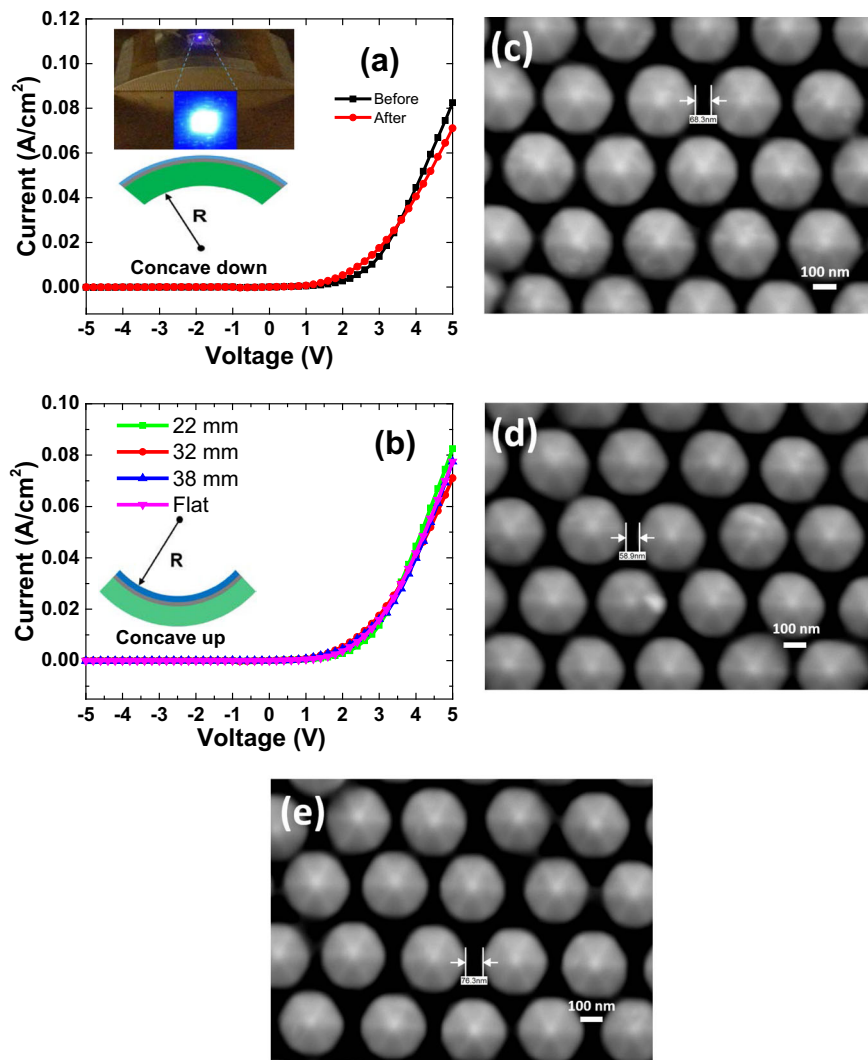 (a)
0.12
0.10
0.08
0.06
0.04
0.02
0.00
Current (A/cm²)
Before
After
R
Concave down
-5 -4 -3 -2 -1 0 1 2 3 4 5
Voltage (V)
(c)
68.3nm
100 nm
(b)
0.10
0.08
0.06
0.04
0.02
0.00
Current (A/cm²)
22 mm
32 mm
38 mm
Flat
R
Concave up
-5 -4 -3 -2 -1 0 1 2 3 4 5
Voltage (V)
(d)
58.9nm
100 nm
(e)
76.3nm
100 nm